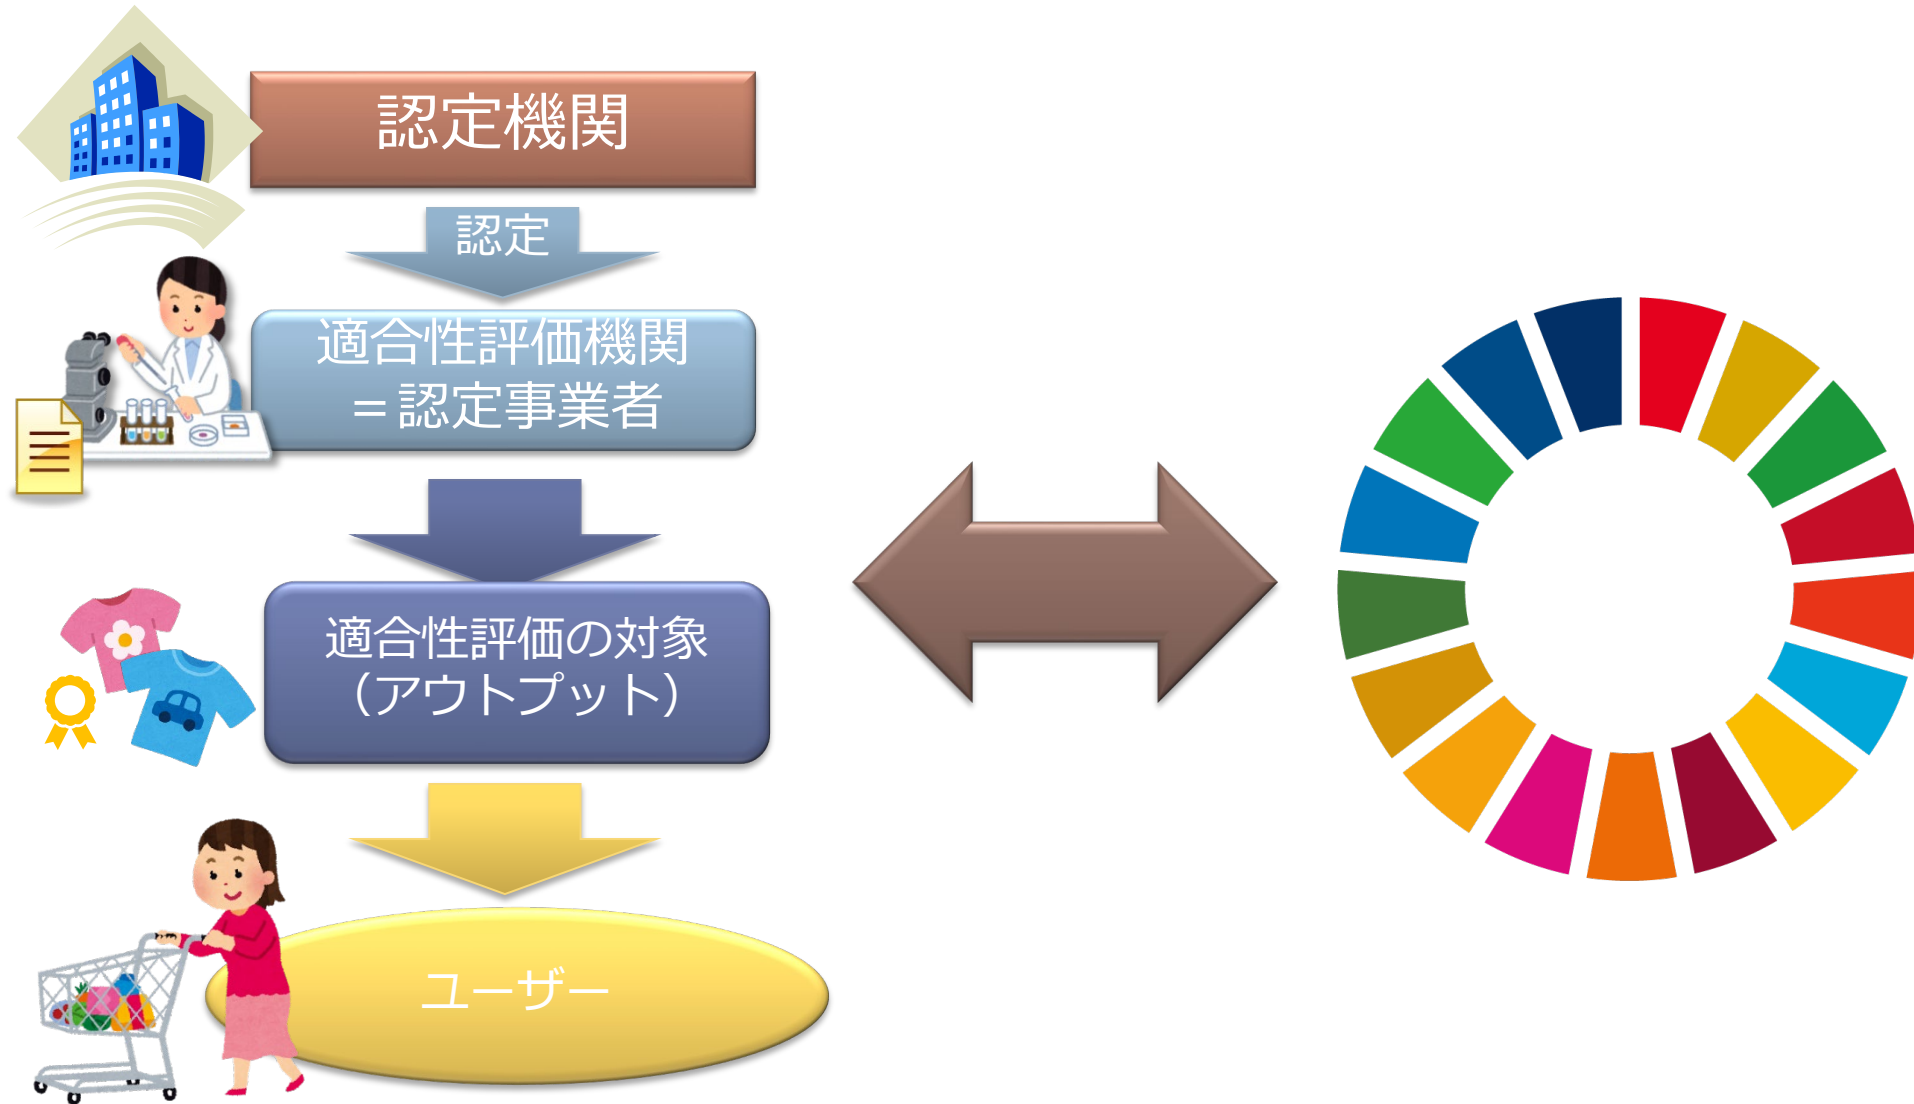 認定機関
認定
適合性評価機関
＝認定事業者
適合性評価の対象
（アウトプット）
ユーザー